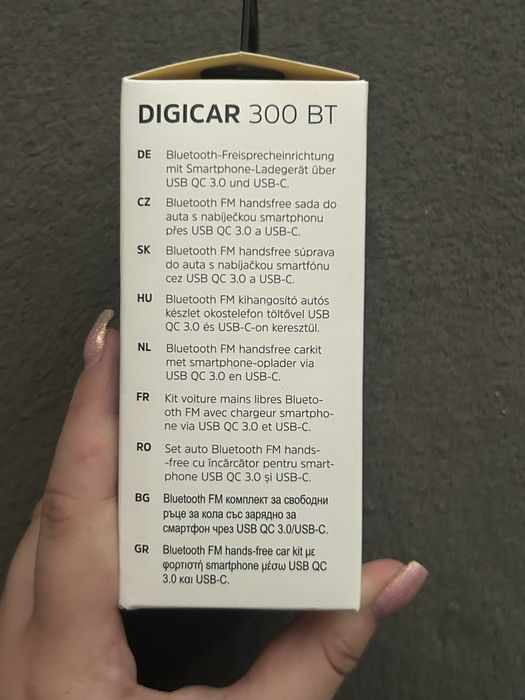 DIGICAR 300 BT
DE Bluetooth-Freisprecheinrichtung
mit Smartphone-Ladegerät über
USB QC 3.0 und USB-C.
CZ Bluetooth FM handsfree sada do
auta s nabíječkou smartphonu
přes USB QC 3.0 a USB-C.
SK Bluetooth FM handsfree súprava
do auta s nabíjačkou smartfónu
cez USB QC 3.0 a USB-C.
HU Bluetooth FM kihangosító autós
készlet okostelefon töltővel USB
QC 3.0 és USB-C-on keresztül.
NL Bluetooth FM handsfree carkit
met smartphone-oplader via
USB QC 3.0 en USB-C.
FR Kit voiture mains libres Blueto-
oth FM avec chargeur smartpho-
ne via USB QC 3.0 et USB-C.
RO Set auto Bluetooth FM hands-
-free cu încărcător pentru smart-
phone USB QC 3.0 și USB-C.
BG Bluetooth FM комплект за свободни
ръце за кола със зарядно за
смартфон чрез USB QC 3.0/USB-C.
GR Bluetooth FM hands-free car kit με
φορτιστή smartphone μέσω USB QC
3.0 και USB-C.